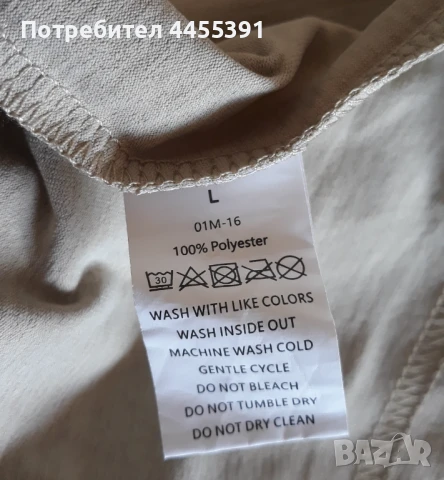 Потребител 4455391
L
01M-16
100% Polyester
30
WASH WITH LIKE COLORS
WASH INSIDE OUT
MACHINE WASH COLD
GENTLE CYCLE
DO NOT BLEACH
DO NOT TUMBLE DRY
DO NOT DRY CLEAN
BAZAR